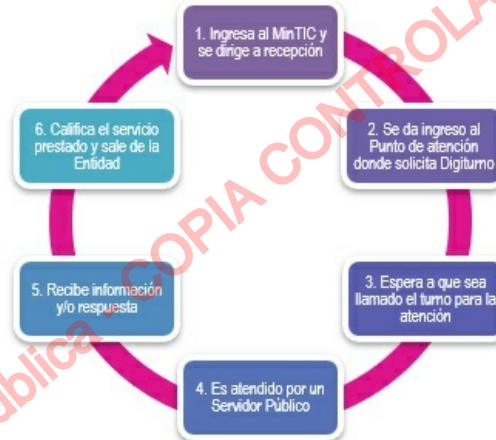 1. Ingresa al MinTIC y
se dirige a recepción
2. Se da ingreso al
Punto de atención
donde solicita Digiturno
3. Espera a que sea
llamado el turno para la
atención
4. Es atendido por un
Servidor Público
5. Recibe información
y/o respuesta
6. Califica el servicio
prestado y sale de la
Entidad
COPIA CONTROLA